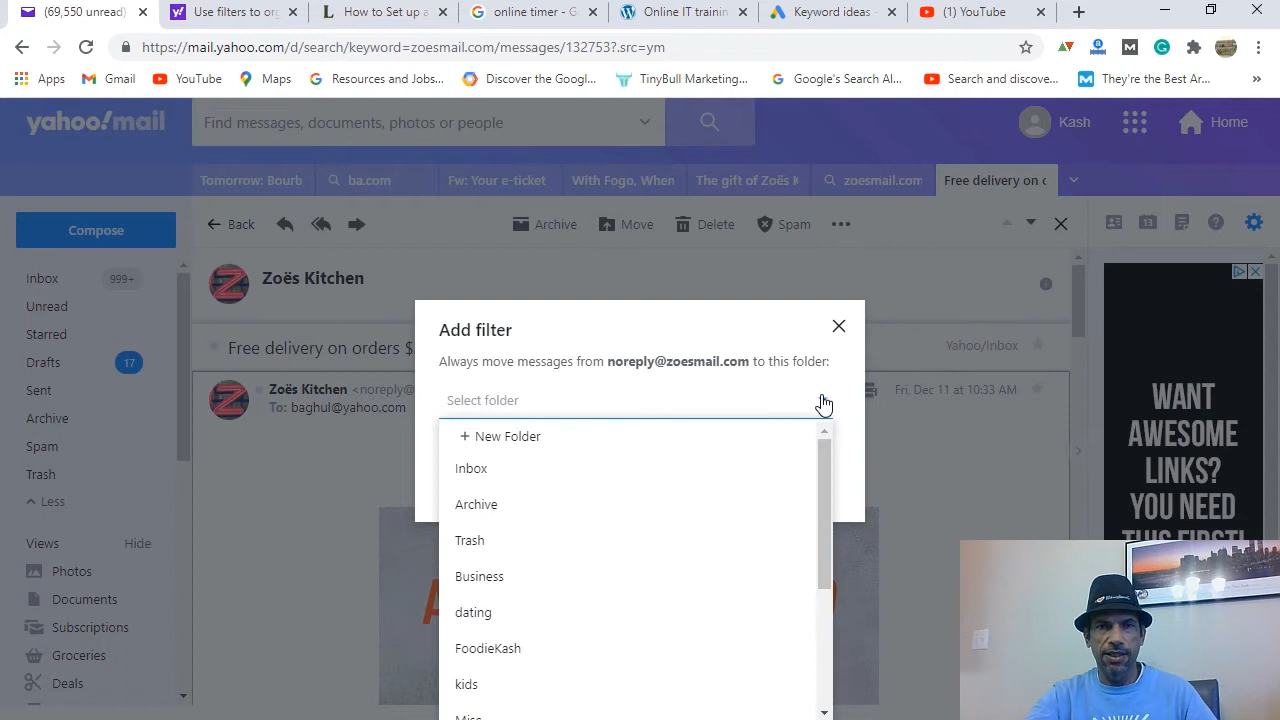 (69,550 unread)
Use filters to or
How to Set up a
online timer - G
Online IT trainin
Keyword ideas
(1) YouTube
https://mail.yahoo.com/d/search/keyword=zoesmail.com/messages/132753?.src=ym
Apps
Gmail
YouTube
Maps
Resources and Jobs...
Discover the Googl...
TinyBull Marketing...
Google's Search Al...
Search and discove...
They're the Best Ar...
»
yahoo!mail
Find messages, documents, photos or people
Kash
Home
Tomorrow: Bourb
ba.com
Fw: Your e-ticket
With Fogo, When
The gift of Zoës K
zoesmail.com
Free delivery on o
Compose
Back
Archive
Move
Delete
Spam
Inbox 999+
Unread
Starred
Drafts 17
Sent
Archive
Spam
Trash
Less
Views Hide
Photos
Documents
Subscriptions
Groceries
Deals
Zoës Kitchen
Free delivery on orders $
Yahoo/Inbox
Zoës Kitchen <noreply@
Fri, Dec 11 at 10:33 AM
To: baghul@yahoo.com
Add filter
Always move messages from noreply@zoesmail.com to this folder:
Select folder
+ New Folder
Inbox
Archive
Trash
Business
dating
FoodieKash
kids
Misc
13
WANT
AWESOME
LINKS?
YOU NEED
THIS FIRST!